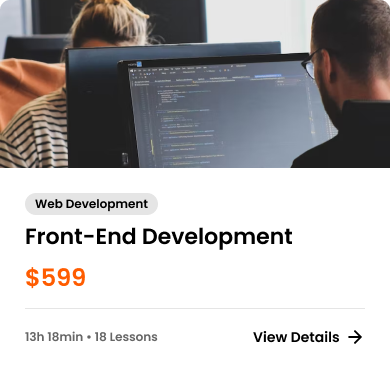 Web Development
Front-End Development
$599
13h 18min • 18 Lessons
View Details →